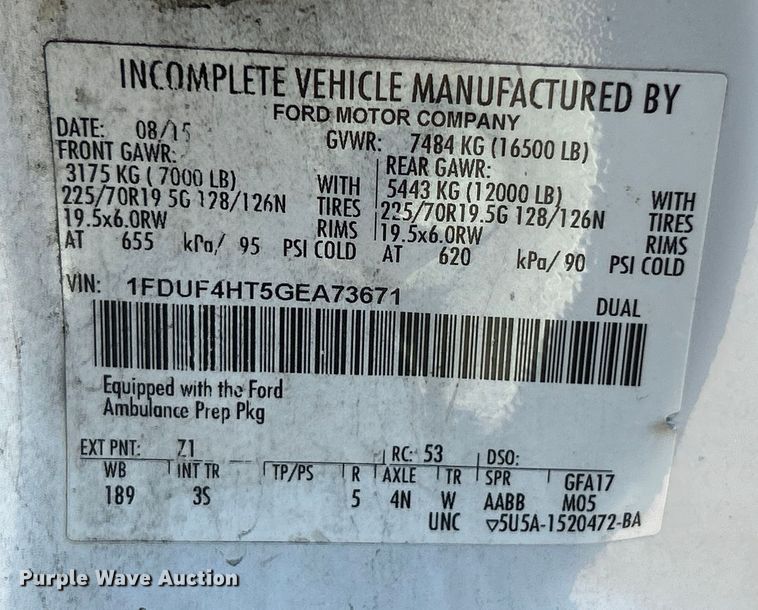 INCOMPLETE VEHICLE MANUFACTURED BY
FORD MOTOR COMPANY
DATE: 08/15 GVWR: 7484 KG (16500 LB)
FRONT GAWR: REAR GAWR:
3175 KG ( 7000 LB) WITH 5443 KG (12000 LB) WITH
225/70R19 5G 128/126N TIRES 225/70R19.5G 128/126N TIRES
19.5x6.0RW RIMS 19.5x6.0RW RIMS
AT 655 kPa/ 95 PSI COLD AT 620 kPa/ 90 PSI COLD
VIN: 1FDUF4HT5GEA73671
DUAL
Equipped with the Ford
Ambulance Prep Pkg
EXT PNT: Z1 RC: 53 DSO:
WB INT TR TP/PS R AXLE TR SPR GFA17
189 3S 5 4N W AABB M05
UNC ▽5U5A-1520472-BA
Purple Wave Auction